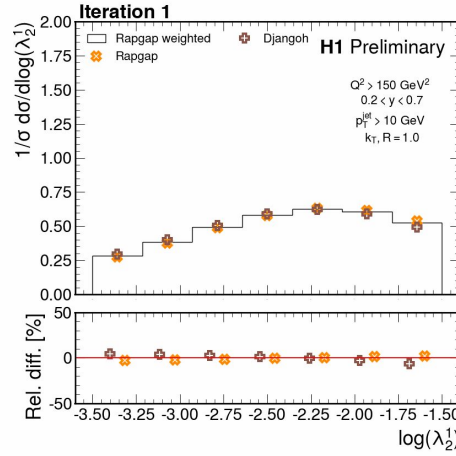 Iteration 1
Rapgap weighted
Djangoh
Rapgap
H1 Preliminary
Q² > 150 GeV²
0.2 < y < 0.7
p_T^jet > 10 GeV
k_T, R = 1.0
1/σ dσ/dlog(λ₂¹)
2.00
1.75
1.50
1.25
1.00
0.75
0.50
0.25
0.00
Rel. diff. [%]
50
0
-50
-3.50 -3.25 -3.00 -2.75 -2.50 -2.25 -2.00 -1.75 -1.50
log(λ₂¹)